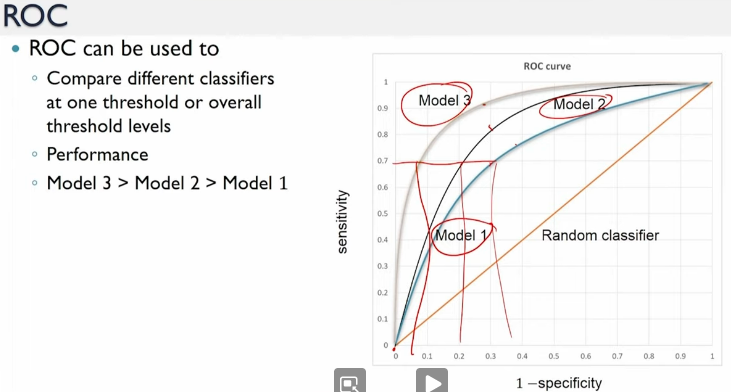 ROC
• ROC can be used to
◦ Compare different classifiers
at one threshold or overall
threshold levels
◦ Performance
◦ Model 3 > Model 2 > Model 1
ROC curve
sensitivity
1
0.9
0.8
0.7
0.6
0.5
0.4
0.3
0.2
0.1
0
Model 3
Model 2
Model 1
Random classifier
0 0.1 0.2 0.3 0.4 0.5 0.6 0.7 0.8 0.9 1
1 −specificity